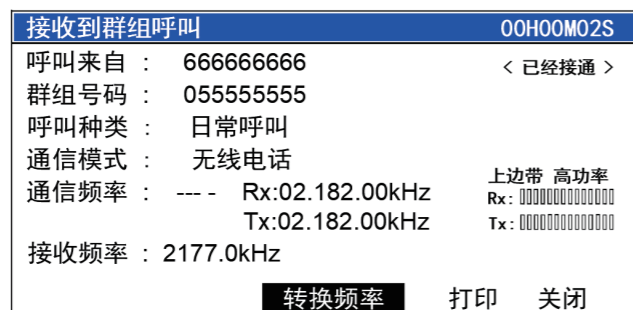 接收到群组呼叫 00H00M02S
呼叫来自 : 666666666 < 已经接通 >
群组号码 : 055555555
呼叫种类 : 日常呼叫
通信模式 : 无线电话
上边带 高功率
通信频率 : --- - Rx:02.182.00kHz Rx:
Tx:02.182.00kHz Tx:
接收频率 : 2177.0kHz
转换频率 打印 关闭